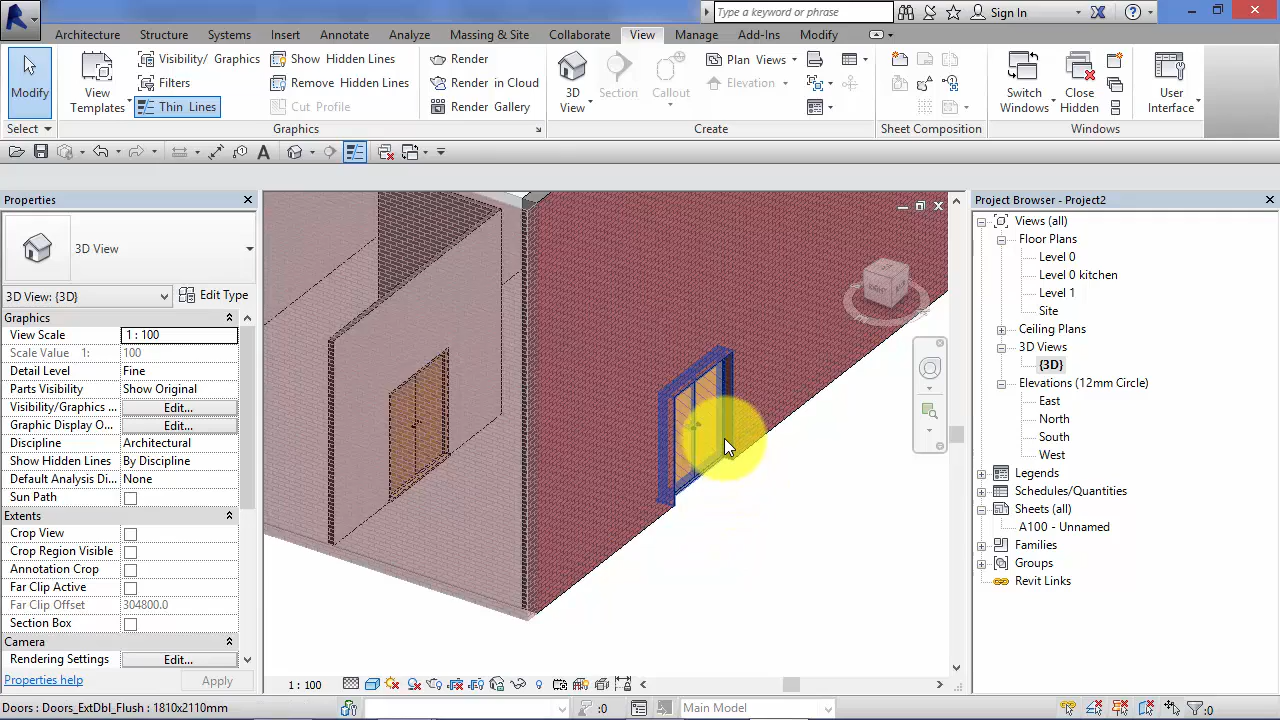 Type a keyword or phrase
Sign In
Architecture Structure Systems Insert Annotate Analyze Massing & Site Collaborate View Manage Add-Ins Modify
Modify
View Templates
Visibility/ Graphics
Filters
Thin Lines
Show Hidden Lines
Remove Hidden Lines
Cut Profile
Render
Render in Cloud
Render Gallery
3D View
Section
Callout
Plan Views
Elevation
Switch Windows
Close Hidden
User Interface
Select
Graphics
Create
Sheet Composition
Windows
Properties
3D View
3D View: {3D}
Edit Type
Graphics
View Scale 1 : 100
Scale Value 1: 100
Detail Level Fine
Parts Visibility Show Original
Visibility/Graphics ... Edit...
Graphic Display O... Edit...
Discipline Architectural
Show Hidden Lines By Discipline
Default Analysis Di... None
Sun Path
Extents
Crop View
Crop Region Visible
Annotation Crop
Far Clip Active
Far Clip Offset 304800.0
Section Box
Camera
Rendering Settings Edit...
Properties help
Apply
RIGHT
1 : 100
Project Browser - Project2
Views (all)
Floor Plans
Level 0
Level 0 kitchen
Level 1
Site
Ceiling Plans
3D Views
{3D}
Elevations (12mm Circle)
East
North
South
West
Legends
Schedules/Quantities
Sheets (all)
A100 - Unnamed
Families
Groups
Revit Links
Doors : Doors_ExtDbl_Flush : 1810x2110mm
:0
Main Model
:0